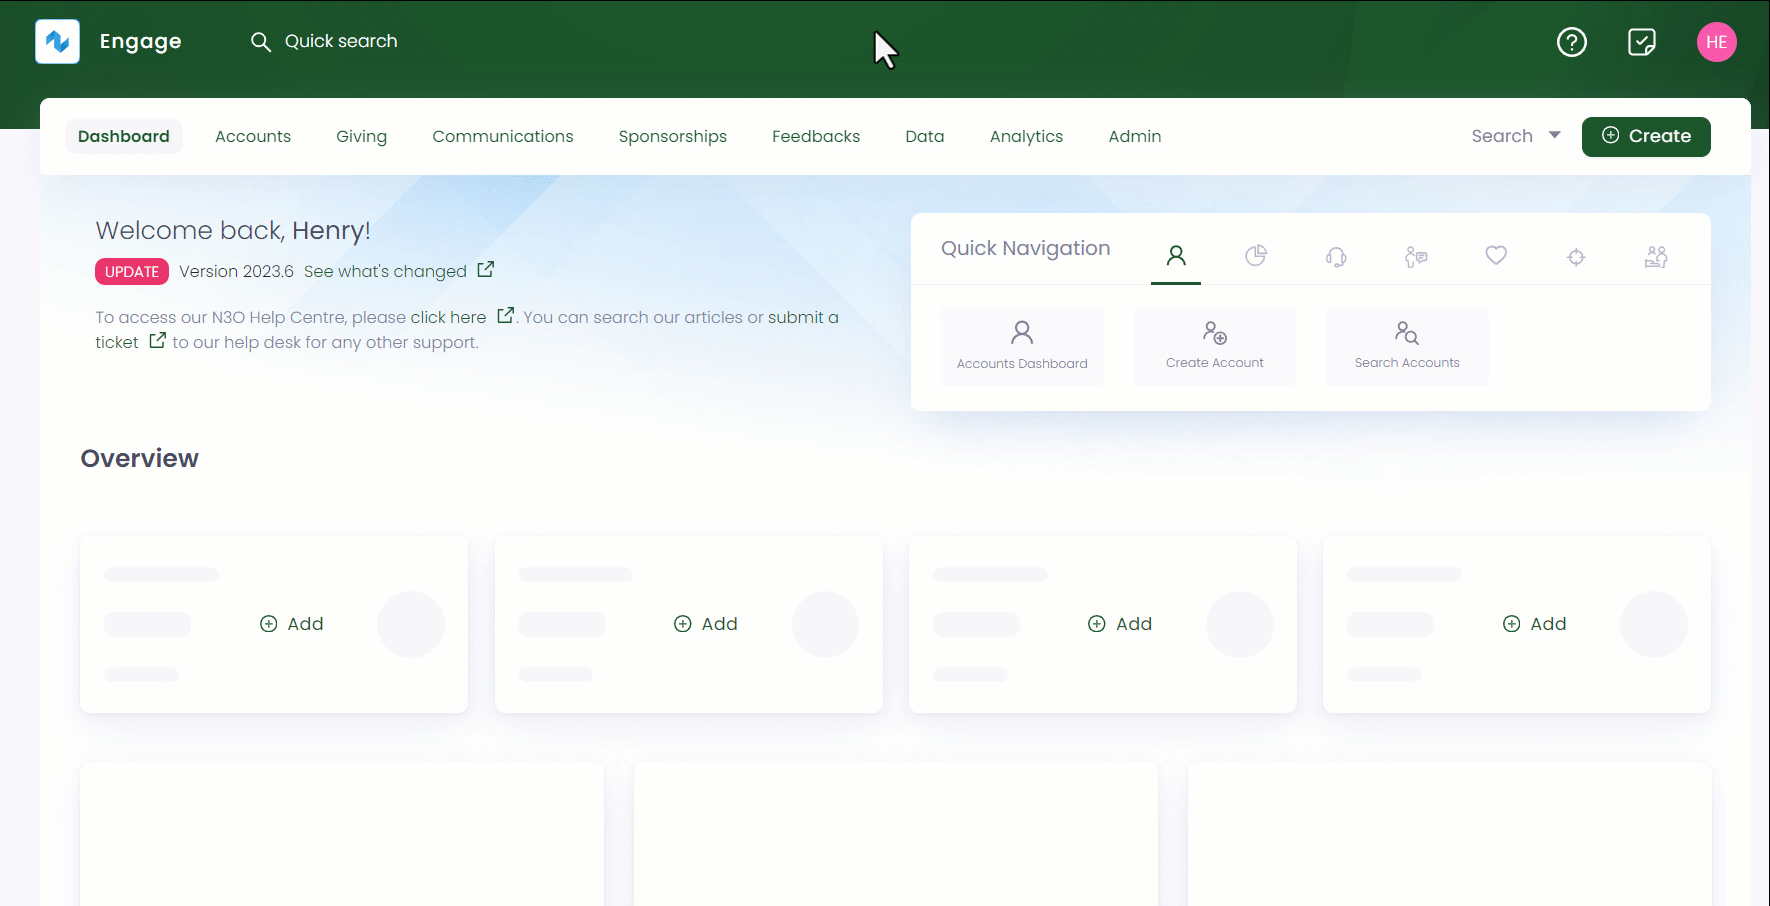 Engage
Quick search
HE
Dashboard Accounts Giving Communications Sponsorships Feedbacks Data Analytics Admin Search Create
Welcome back, Henry!
UPDATE Version 2023.6 See what's changed
To access our N3O Help Centre, please click here . You can search our articles or submit a
ticket to our help desk for any other support.
Quick Navigation
Accounts Dashboard
Create Account
Search Accounts
Overview
Add
Add
Add
Add